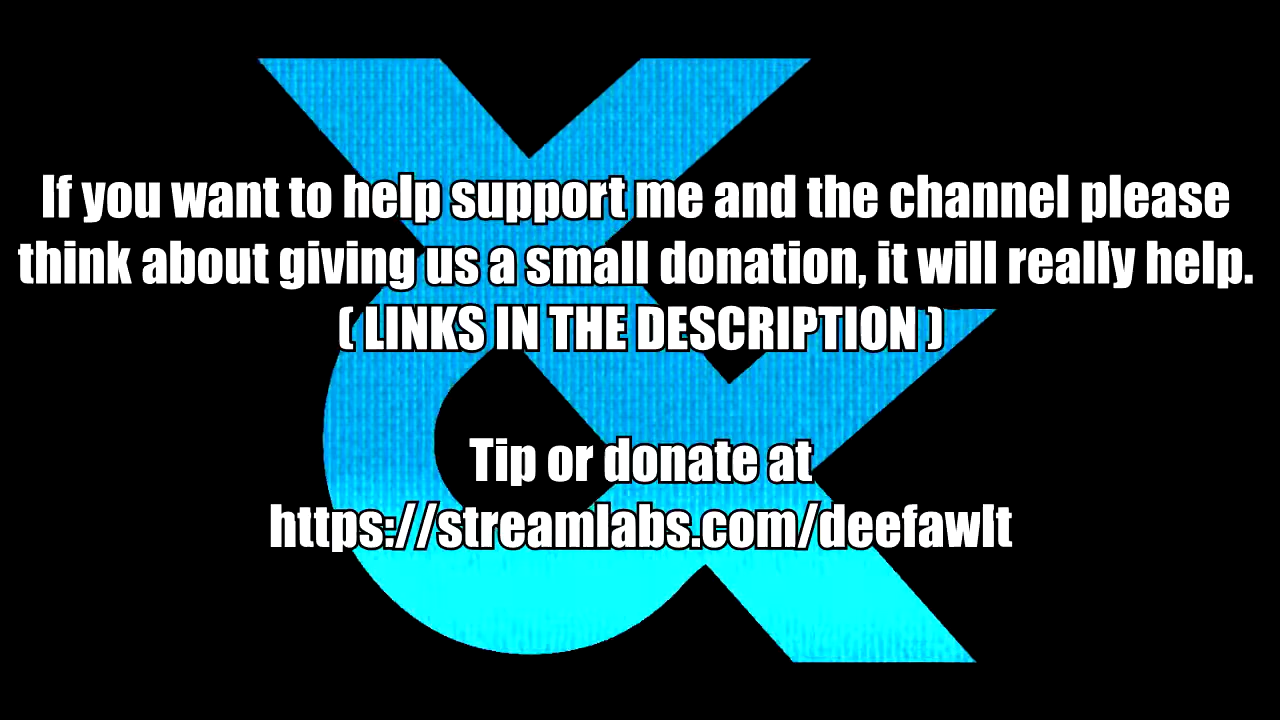 If you want to help support me and the channel please
think about giving us a small donation, it will really help.
( LINKS IN THE DESCRIPTION )
Tip or donate at
https://streamlabs.com/deefawlt